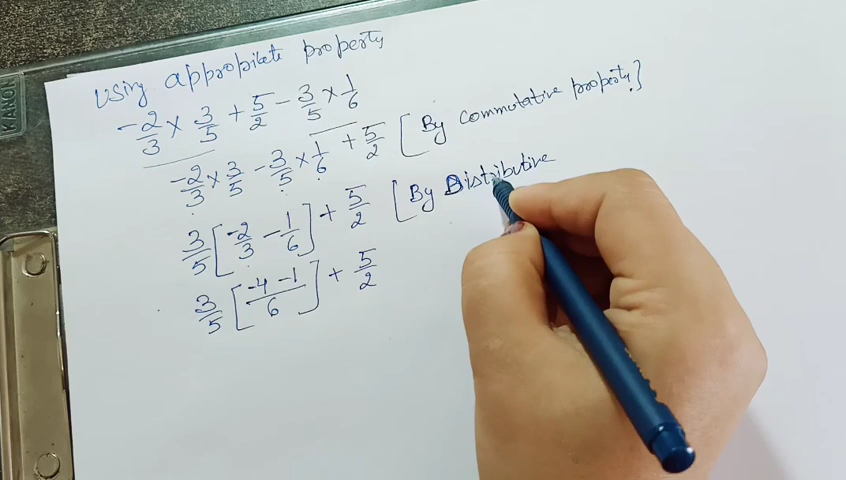 Using appropitete property
-2/3 × 3/5 + 5/2 - 3/5 × 1/6
-2/3 × 3/5 - 3/5 × 1/6 + 5/2 [By commutative property]
3/5 [-2/3 - 1/6] + 5/2 [By Distributive
3/5 [-4 -1/6] + 5/2
KANON